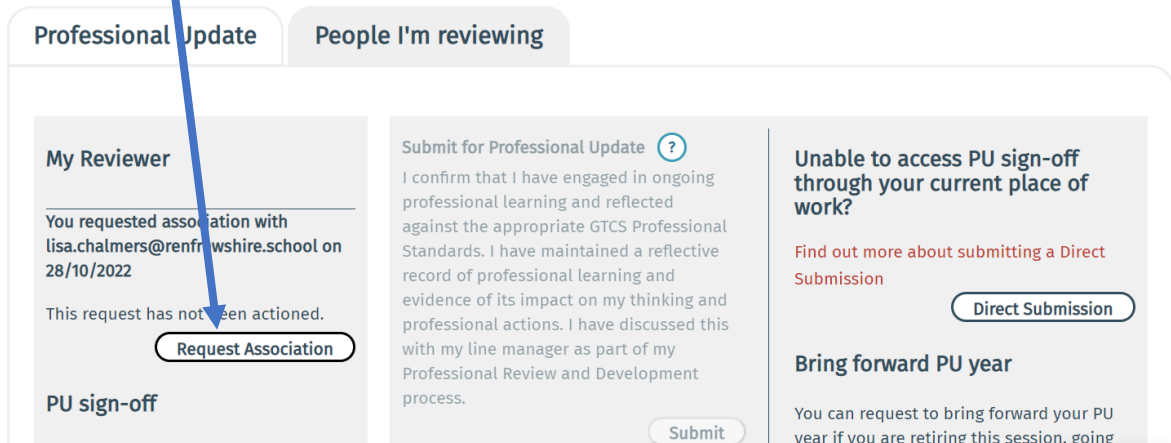 Professional Update
People I'm reviewing
My Reviewer
You requested association with
lisa.chalmers@renfrewshire.school on
28/10/2022
This request has not been actioned.
Request Association
PU sign-off
Submit for Professional Update ?
I confirm that I have engaged in ongoing
professional learning and reflected
against the appropriate GTCS Professional
Standards. I have maintained a reflective
record of professional learning and
evidence of its impact on my thinking and
professional actions. I have discussed this
with my line manager as part of my
Professional Review and Development
process.
Submit
Unable to access PU sign-off
through your current place of
work?
Find out more about submitting a Direct
Submission
Direct Submission
Bring forward PU year
You can request to bring forward your PU
year if you are retiring this session, going